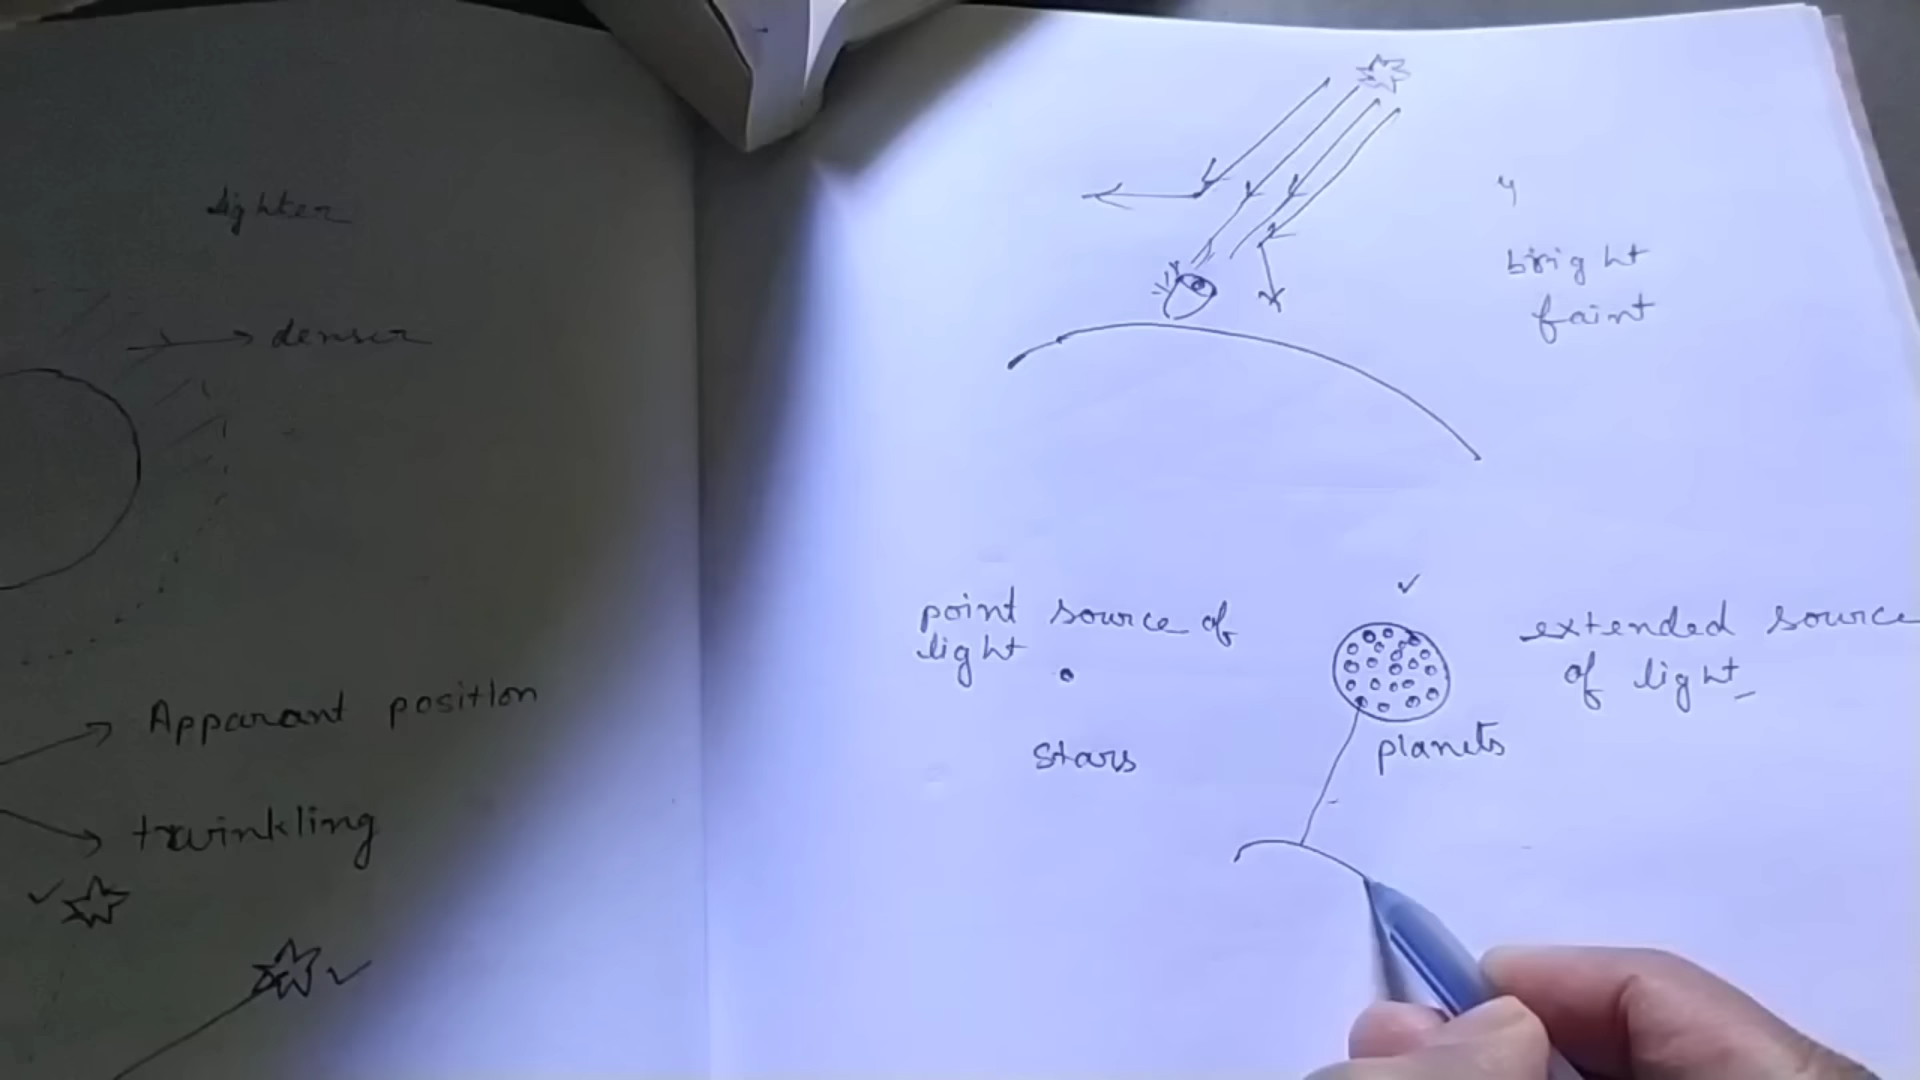 lighter
denser
Apparant position
twinkling
bright
faint
point source of
light
stars
planets
extended source
of light